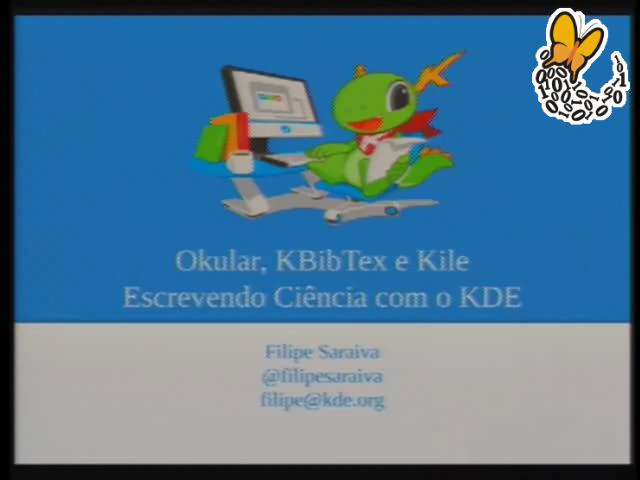 Okular, KBibTex e Kile
Escrevendo Ciência com o KDE
Filipe Saraiva
@filipesaraiva
filipe@kde.org